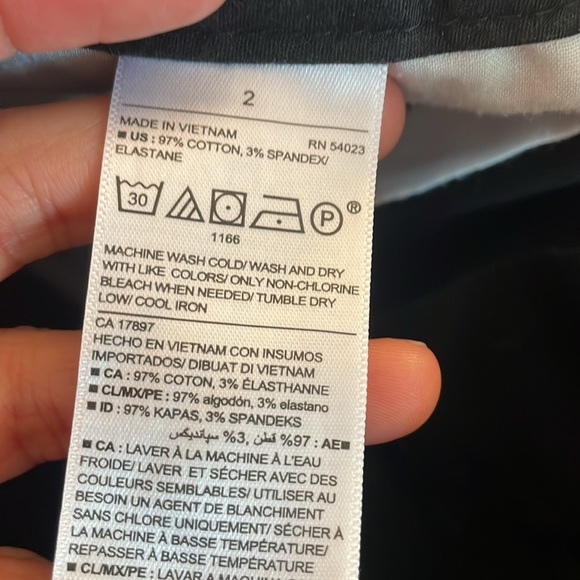 2
MADE IN VIETNAM
RN 54023
■ US : 97% COTTON, 3% SPANDEX/
ELASTANE
30
P ®
1166
MACHINE WASH COLD/ WASH AND DRY
WITH LIKE COLORS/ ONLY NON-CHLORINE
BLEACH WHEN NEEDED/ TUMBLE DRY
LOW/ COOL IRON
CA 17897
HECHO EN VIETNAM CON INSUMOS
IMPORTADOS/ DIBUAT DI VIETNAM
■ CA : 97% COTON, 3% ÉLASTHANNE
■ CL/MX/PE : 97% algodón, 3% elastano
■ ID : 97% KAPAS, 3% SPANDEKS
■AE : 97% قطن, 3% سپانديكس
■ CA : LAVER À LA MACHINE À L'EAU
FROIDE/ LAVER ET SÉCHER AVEC DES
COULEURS SEMBLABLES/ UTILISER AU
BESOIN UN AGENT DE BLANCHIMENT
SANS CHLORE UNIQUEMENT/ SÉCHER À
LA MACHINE À BASSE TEMPÉRATURE/
REPASSER À BASSE TEMPÉRATURE
■ CL/MX/PE : LAVAR A